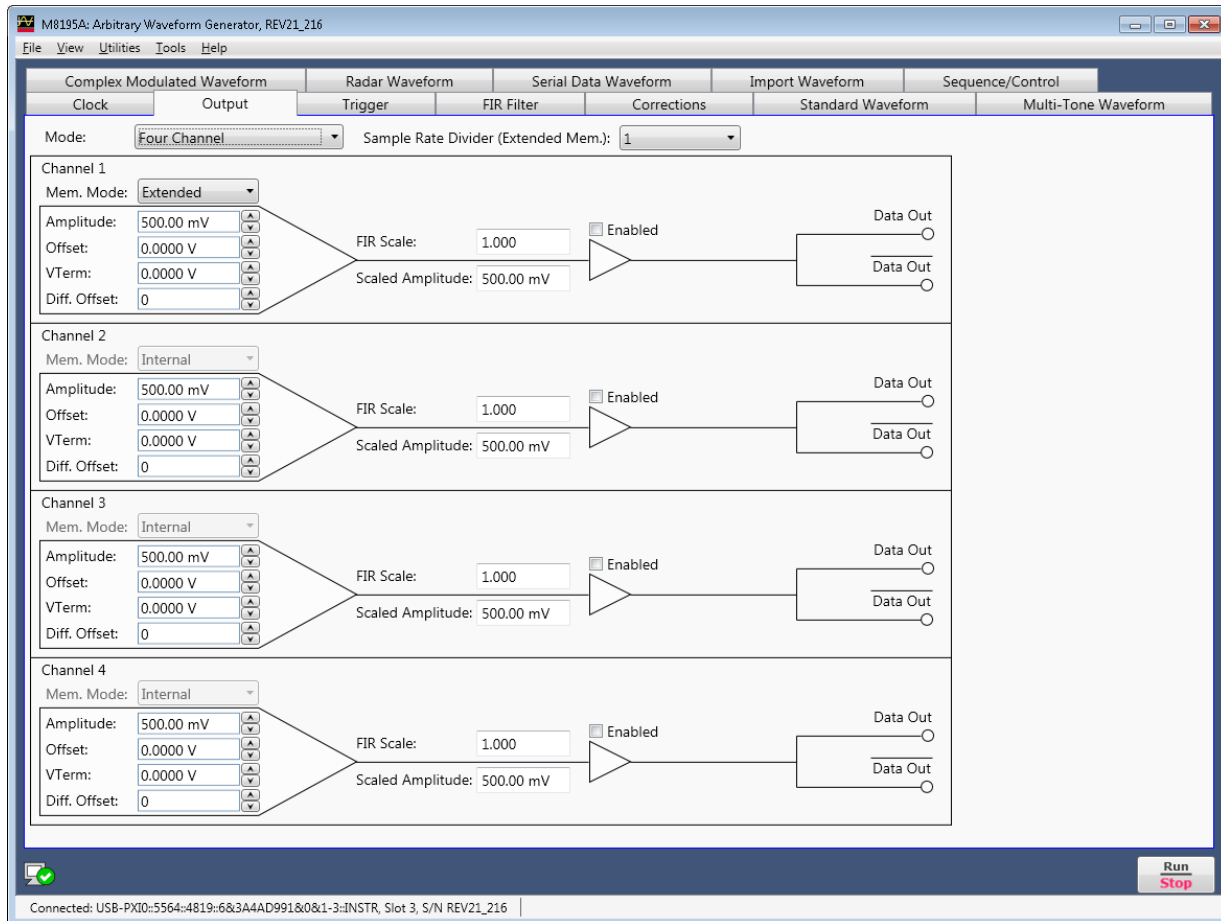 M8195A: Arbitrary Waveform Generator, REV21_216
File View Utilities Tools Help
Complex Modulated Waveform Radar Waveform Serial Data Waveform Import Waveform Sequence/Control
Clock Output Trigger FIR Filter Corrections Standard Waveform Multi-Tone Waveform
Mode: Four Channel Sample Rate Divider (Extended Mem.): 1
Channel 1
Mem. Mode: Extended
Amplitude: 500.00 mV
Offset: 0.0000 V
VTerm: 0.0000 V
Diff. Offset: 0
FIR Scale: 1.000
Scaled Amplitude: 500.00 mV
Enabled
Data Out
Data Out
Channel 2
Mem. Mode: Internal
Amplitude: 500.00 mV
Offset: 0.0000 V
VTerm: 0.0000 V
Diff. Offset: 0
FIR Scale: 1.000
Scaled Amplitude: 500.00 mV
Enabled
Data Out
Data Out
Channel 3
Mem. Mode: Internal
Amplitude: 500.00 mV
Offset: 0.0000 V
VTerm: 0.0000 V
Diff. Offset: 0
FIR Scale: 1.000
Scaled Amplitude: 500.00 mV
Enabled
Data Out
Data Out
Channel 4
Mem. Mode: Internal
Amplitude: 500.00 mV
Offset: 0.0000 V
VTerm: 0.0000 V
Diff. Offset: 0
FIR Scale: 1.000
Scaled Amplitude: 500.00 mV
Enabled
Data Out
Data Out
Run
Stop
Connected: USB-PXI0::5564::4819::6&3A4AD991&0&1-3::INSTR, Slot 3, S/N REV21_216